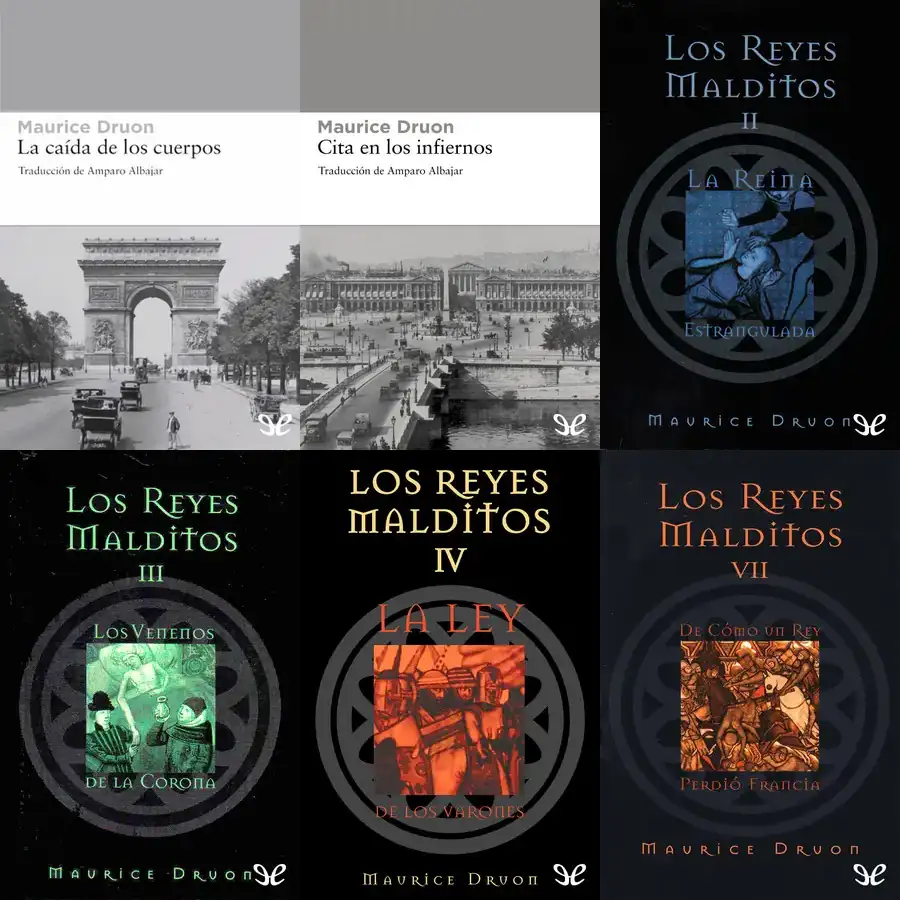 Maurice Druon
La caída de los cuerpos
Traducción de Amparo Albajar
Maurice Druon
Cita en los infiernos
Traducción de Amparo Albajar
Los Reyes
Malditos
II
La Reina
Estrangulada
Maurice Druon
Los Reyes
Malditos
III
Los Venenos
de la Corona
Maurice Druon
Los Reyes
Malditos
IV
La Ley
de los Varones
Maurice Druon
Los Reyes
Malditos
VII
De Cómo un Rey
Perdió Francia
Maurice Druon